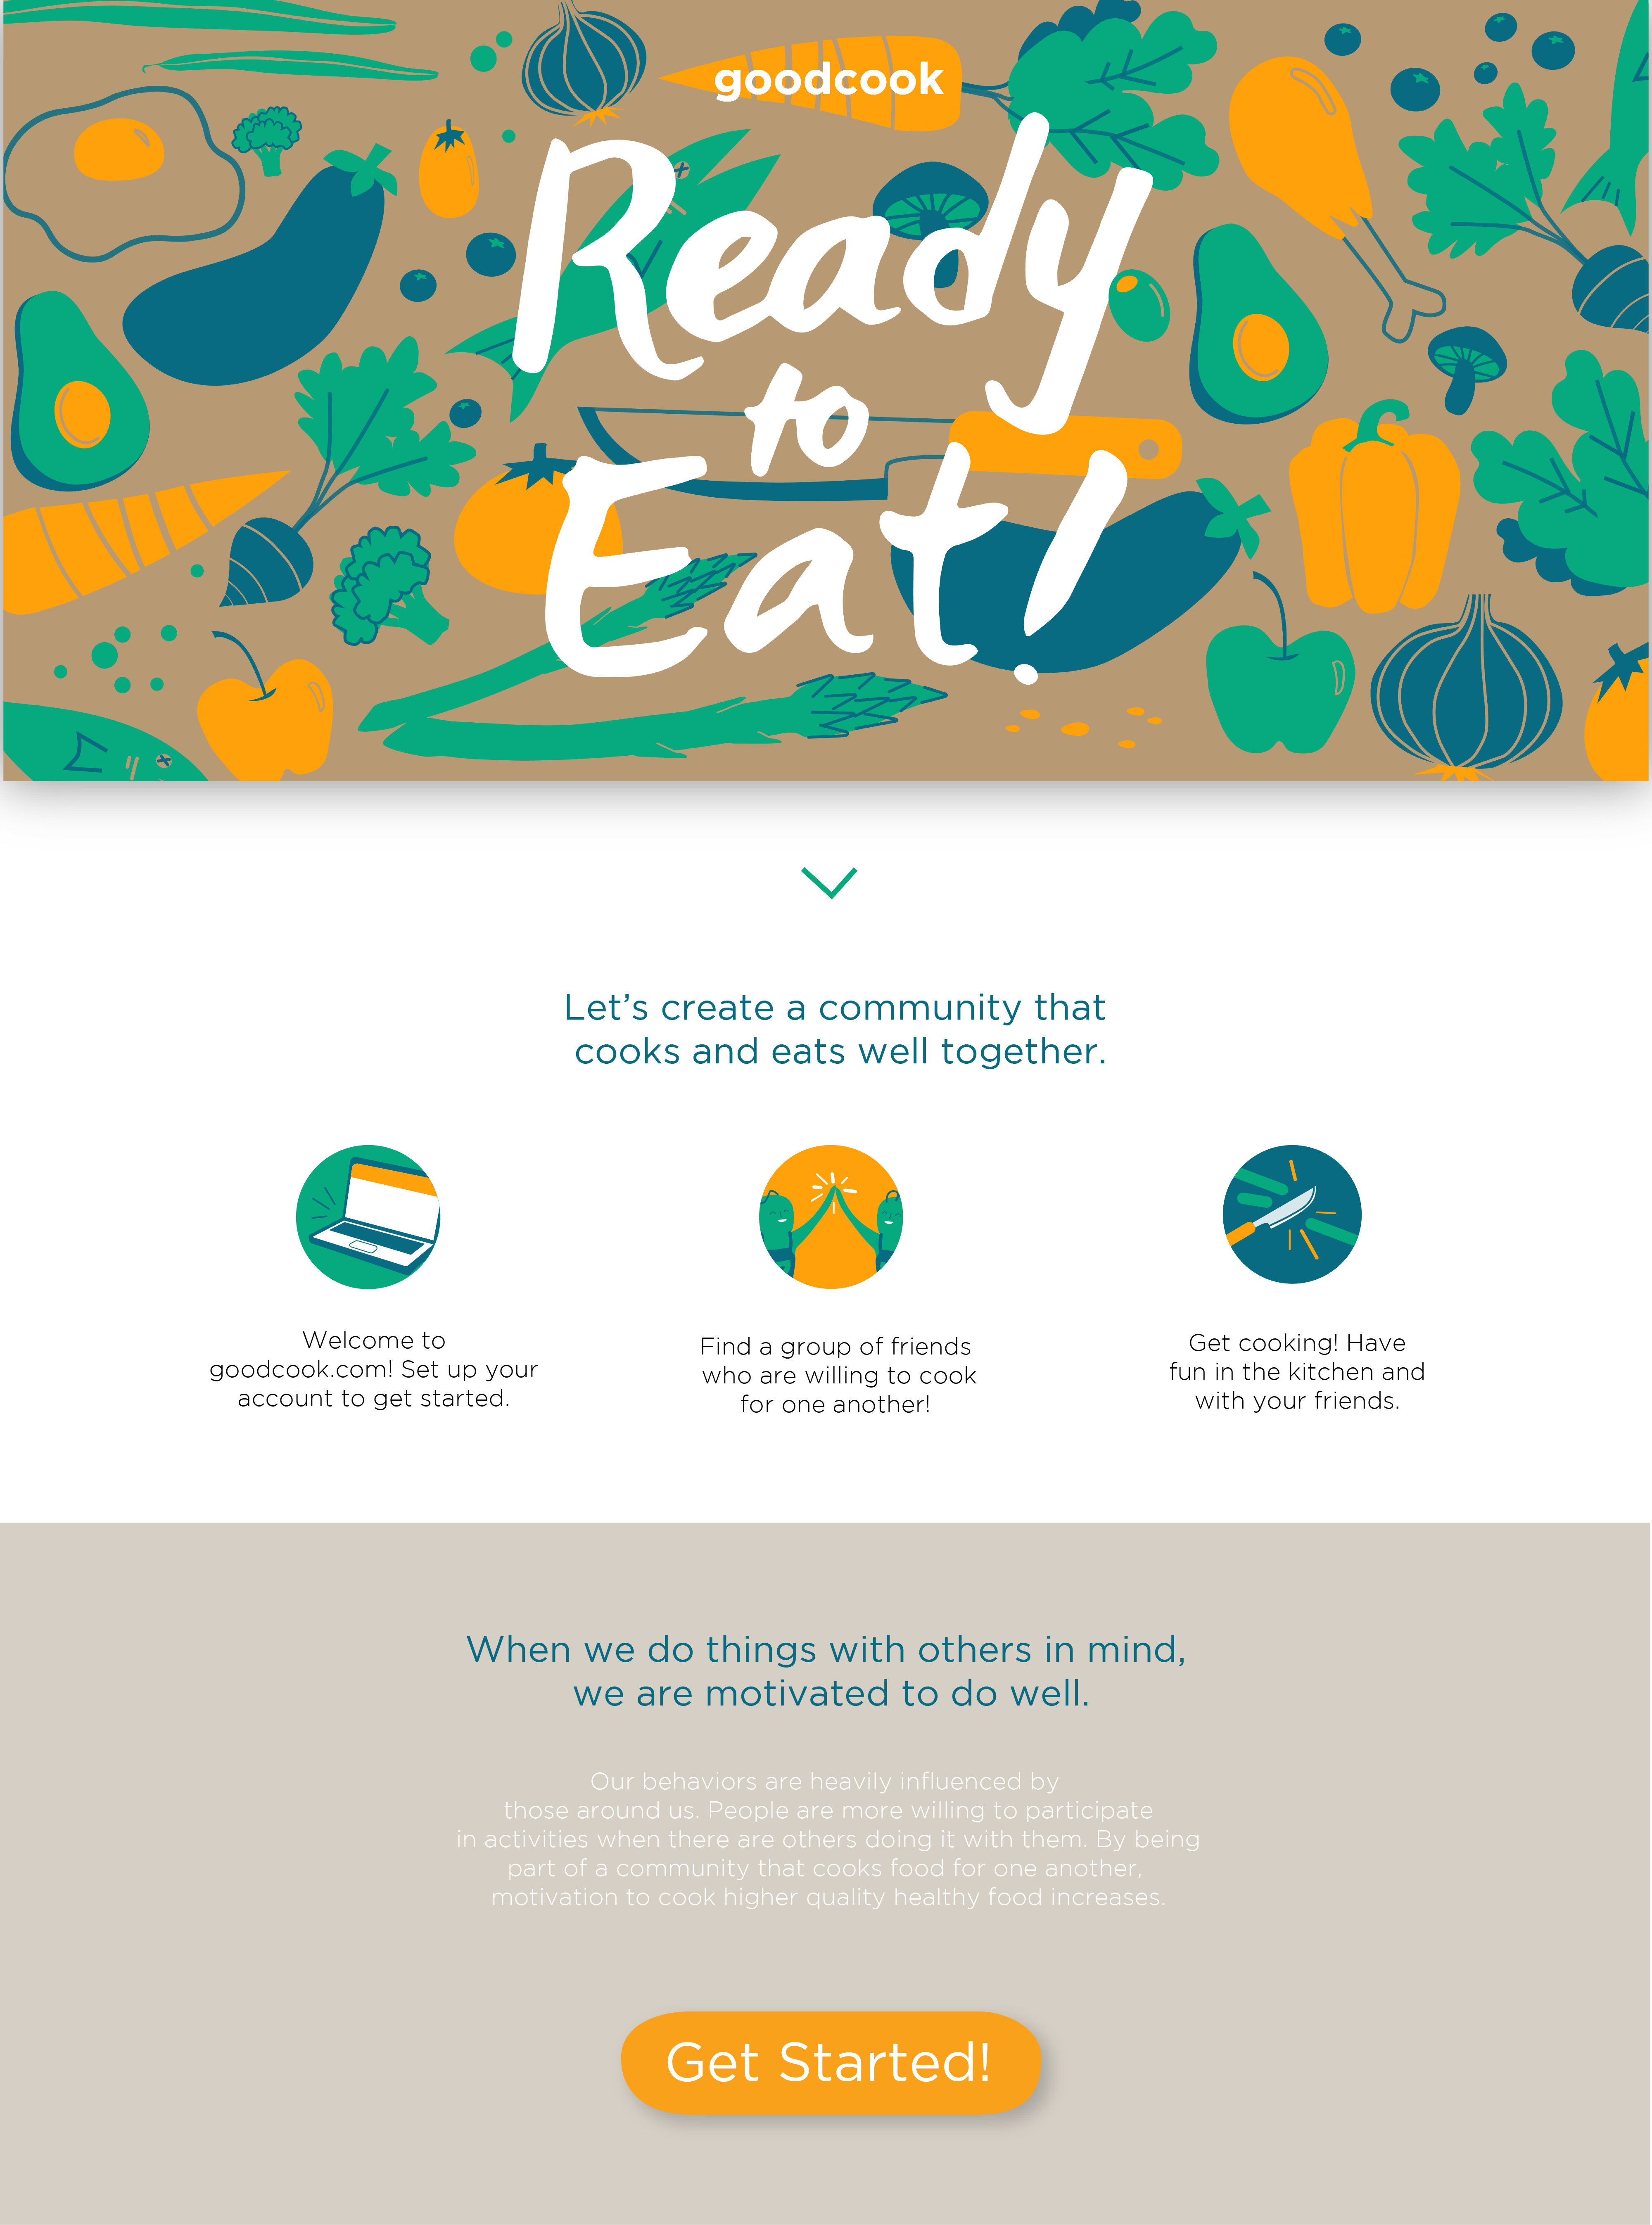 goodcook
Ready
to
Eat!
Let’s create a community that
cooks and eats well together.
Welcome to
goodcook.com! Set up your
account to get started.
Find a group of friends
who are willing to cook
for one another!
Get cooking! Have
fun in the kitchen and
with your friends.
When we do things with others in mind,
we are motivated to do well.
Our behaviors are heavily influenced by
those around us. People are more willing to participate
in activities when there are others doing it with them. By being
part of a community that cooks food for one another,
motivation to cook higher quality healthy food increases.
Get Started!